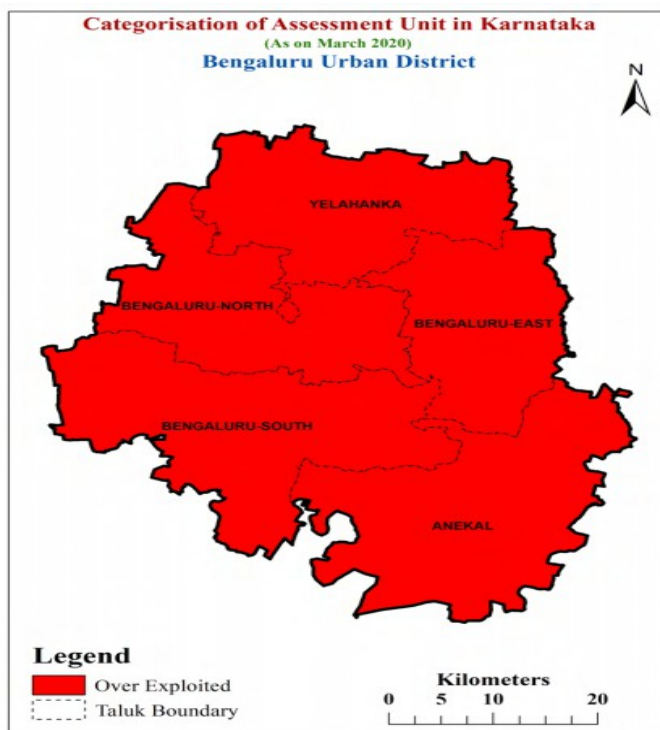 Categorisation of Assessment Unit in Karnataka
(As on March 2020)
Bengaluru Urban District
N
YELAHANKA
BENGALURU-NORTH
BENGALURU-EAST
BENGALURU-SOUTH
ANEKAL
Legend
Over Exploited
Taluk Boundary
Kilometers
0 5 10 20